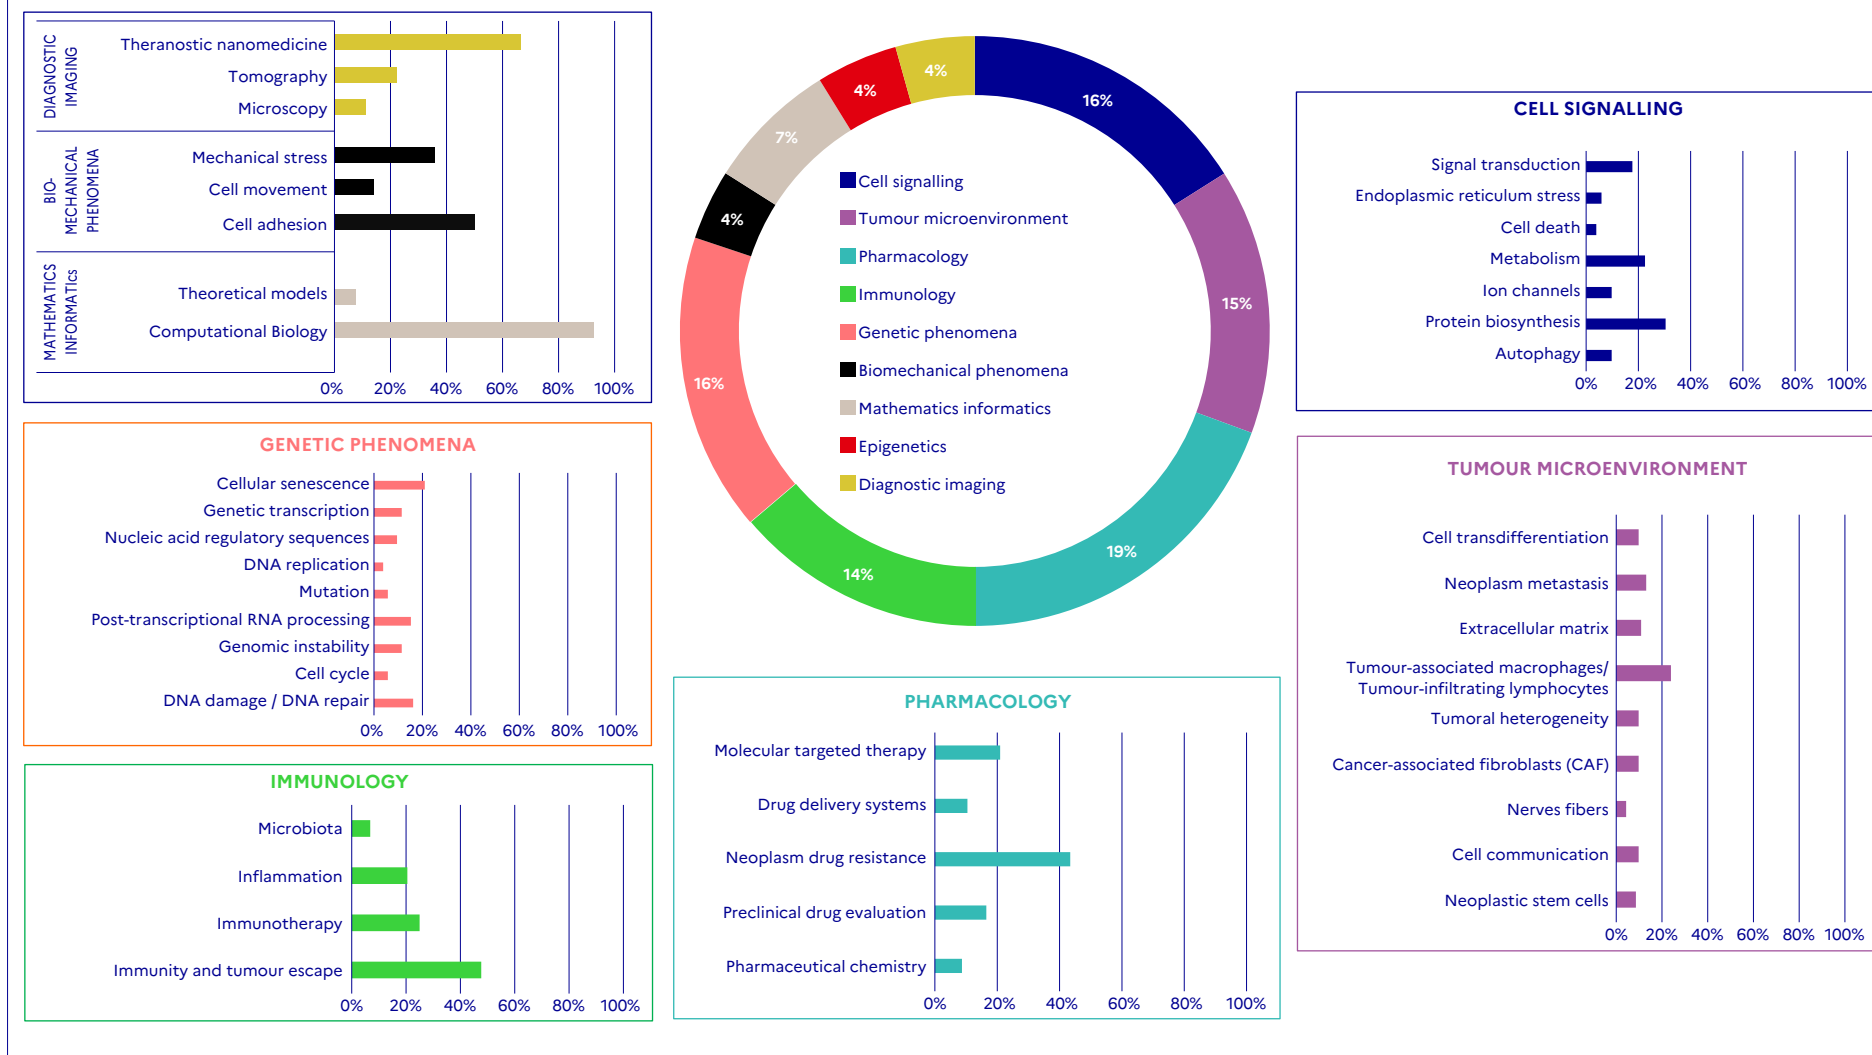 DIAGNOSTIC
IMAGING
Theranostic nanomedicine
Tomography
Microscopy
BIO-
MECHANICAL
PHENOMENA
Mechanical stress
Cell movement
Cell adhesion
MATHEMATICS
INFORMATICs
Theoretical models
Computational Biology
0% 20% 40% 60% 80% 100%
GENETIC PHENOMENA
Cellular senescence
Genetic transcription
Nucleic acid regulatory sequences
DNA replication
Mutation
Post-transcriptional RNA processing
Genomic instability
Cell cycle
DNA damage / DNA repair
0% 20% 40% 60% 80% 100%
IMMUNOLOGY
Microbiota
Inflammation
Immunotherapy
Immunity and tumour escape
0% 20% 40% 60% 80% 100%
4%
16%
4%
7%
4%
15%
16%
19%
14%
Cell signalling
Tumour microenvironment
Pharmacology
Immunology
Genetic phenomena
Biomechanical phenomena
Mathematics informatics
Epigenetics
Diagnostic imaging
PHARMACOLOGY
Molecular targeted therapy
Drug delivery systems
Neoplasm drug resistance
Preclinical drug evaluation
Pharmaceutical chemistry
0% 20% 40% 60% 80% 100%
CELL SIGNALLING
Signal transduction
Endoplasmic reticulum stress
Cell death
Metabolism
Ion channels
Protein biosynthesis
Autophagy
0% 20% 40% 60% 80% 100%
TUMOUR MICROENVIRONMENT
Cell transdifferentiation
Neoplasm metastasis
Extracellular matrix
Tumour-associated macrophages/
Tumour-infiltrating lymphocytes
Tumoral heterogeneity
Cancer-associated fibroblasts (CAF)
Nerves fibers
Cell communication
Neoplastic stem cells
0% 20% 40% 60% 80% 100%